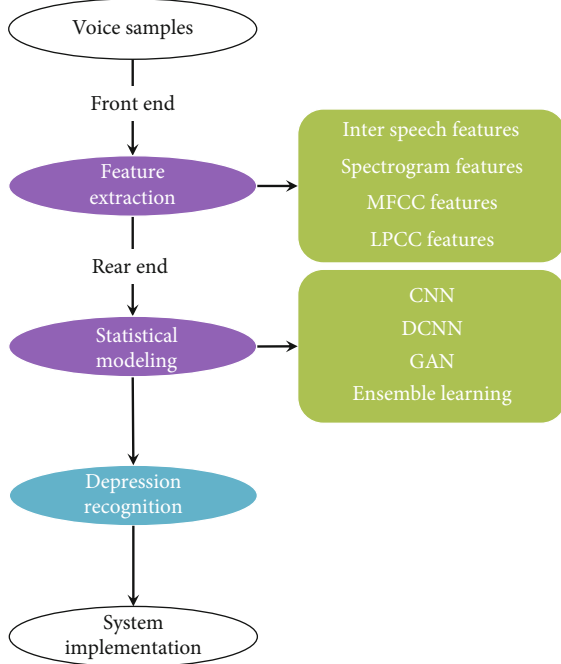 Voice samples
Front end
Feature
extraction
Inter speech features
Spectrogram features
MFCC features
LPCC features
Rear end
Statistical
modeling
CNN
DCNN
GAN
Ensemble learning
Depression
recognition
System
implementation